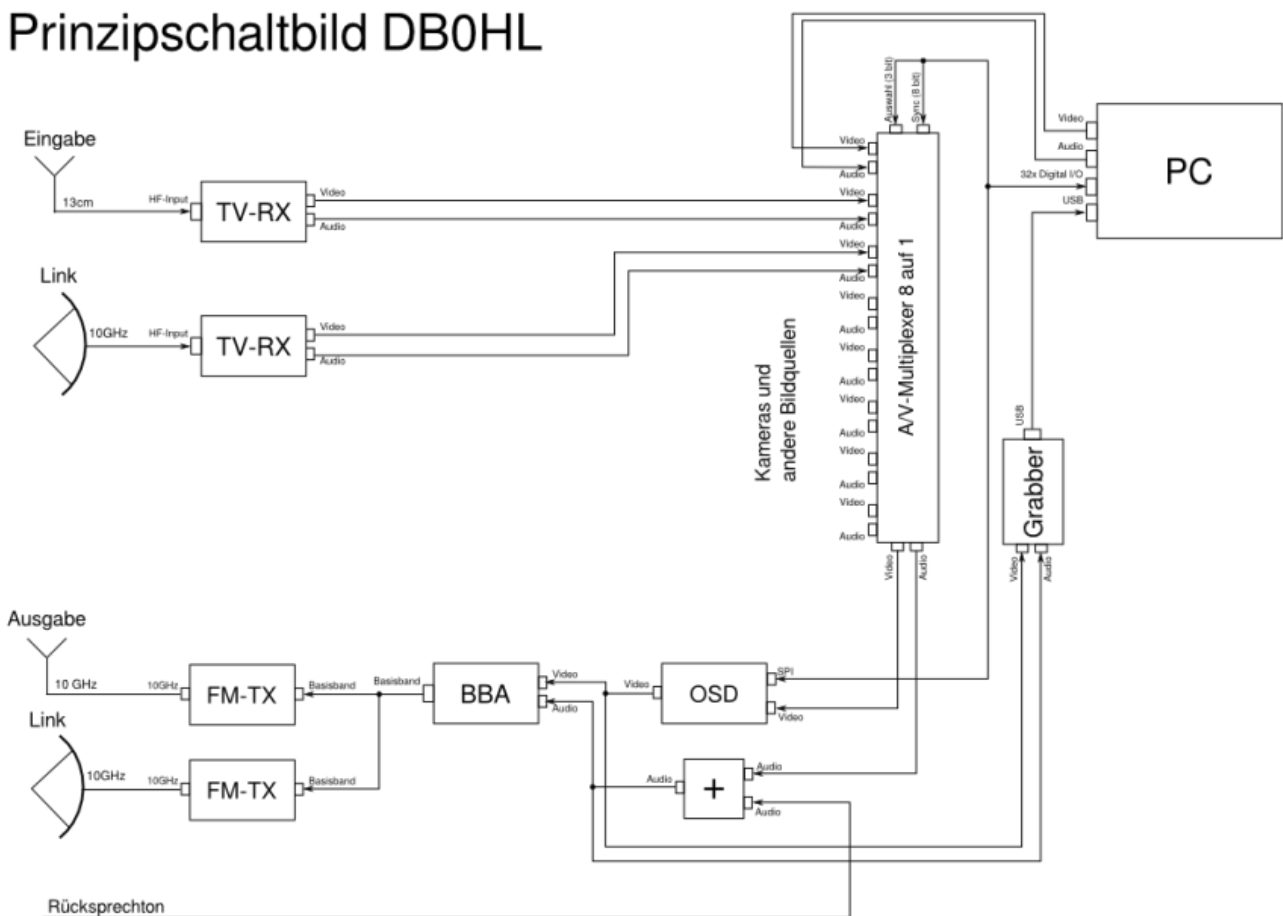 Prinzipschaltbild DB0HL
Eingabe
13cm
HF-Input
TV-RX
Video
Audio
Link
10GHz
HF-Input
TV-RX
Video
Audio
Auswahl (3 bit)
Sync (8 bit)
Video
Audio
Video
Audio
Video
Audio
Video
Audio
Video
Audio
Video
Audio
Video
Audio
Video
Audio
A/V-Multiplexer 8 auf 1
Kameras und
andere Bildquellen
Video
Audio
Video
Audio
32x Digital I/O
USB
PC
USB
Grabber
Video
Audio
Ausgabe
10 GHz
10GHz
FM-TX
Basisband
Basisband
BBA
Video
Audio
Video
OSD
SPI
Video
Link
10GHz
10GHz
FM-TX
Basisband
Audio
+
Audio
Audio
Rücksprechton